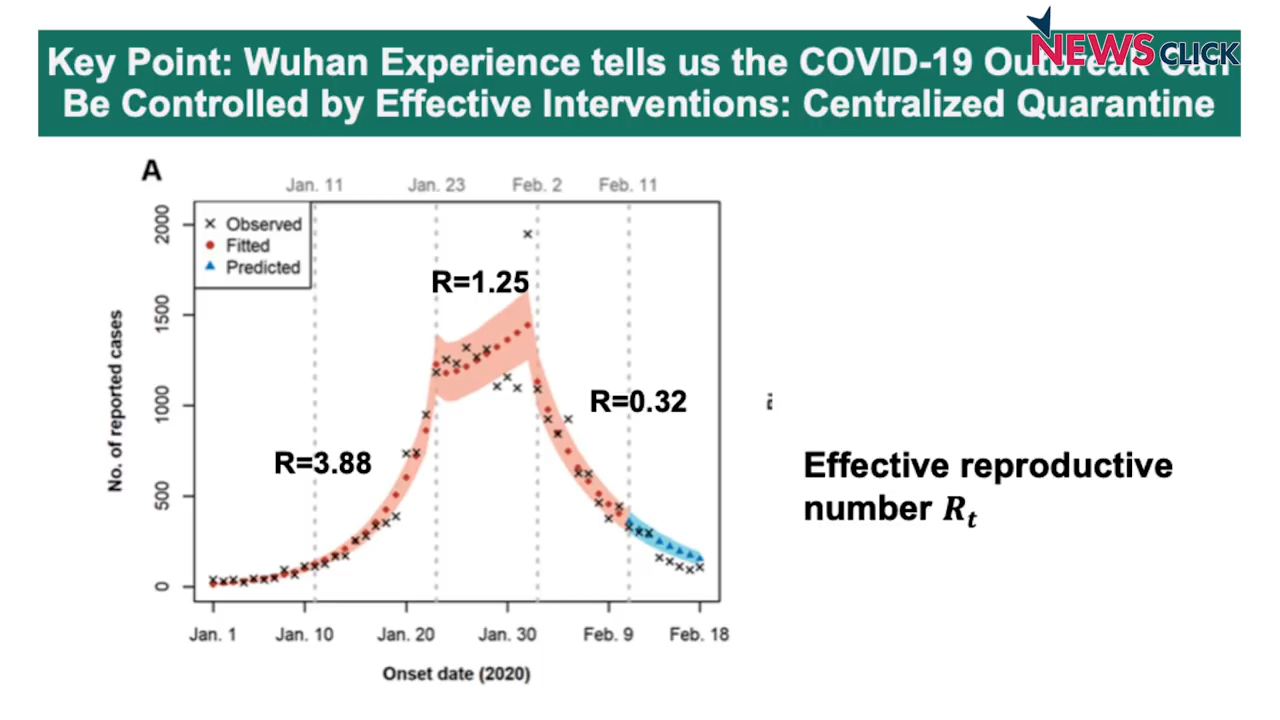 NEWSCLICK
Key Point: Wuhan Experience tells us the COVID-19 Outbreak Can
Be Controlled by Effective Interventions: Centralized Quarantine
A
Jan. 11 Jan. 23 Feb. 2 Feb. 11
Observed
Fitted
Predicted
R=1.25
R=0.32
R=3.88
No. of reported cases
2000
1500
1000
500
0
Jan. 1 Jan. 10 Jan. 20 Jan. 30 Feb. 9 Feb. 18
Onset date (2020)
Effective reproductive
number Rₜ